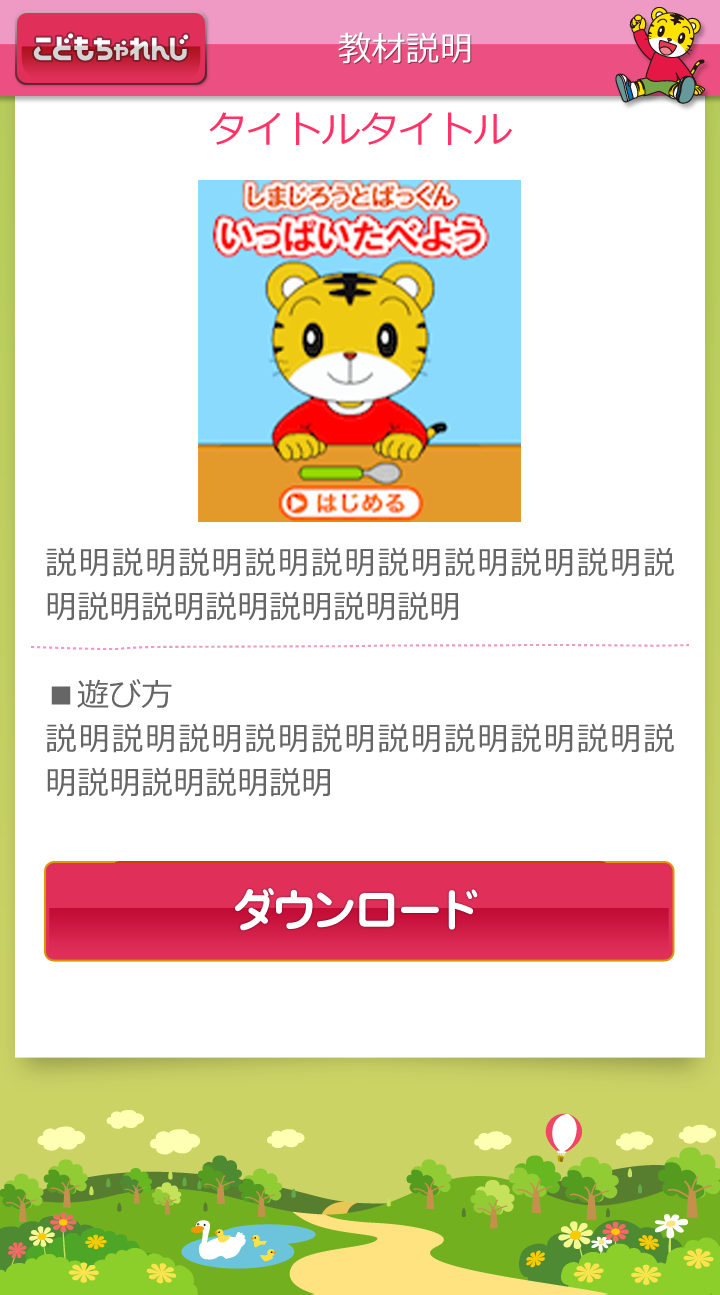 こどもちゃれんじ
教材説明
タイトルタイトル
しまじろうとぱっくん
いっぱいたべよう
はじめる
説明説明説明説明説明説明説明説明説明説
明説明説明説明説明説明説明
■遊び方
説明説明説明説明説明説明説明説明説明説
明説明説明説明説明
ダウンロード